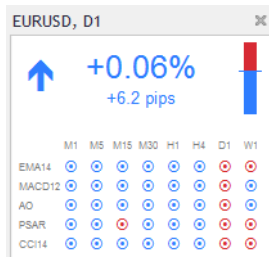 EURUSD, D1
+0.06%
+6.2 pips
M1 M5 M15 M30 H1 H4 D1 W1
EMA14
MACD12
AO
PSAR
CCI14